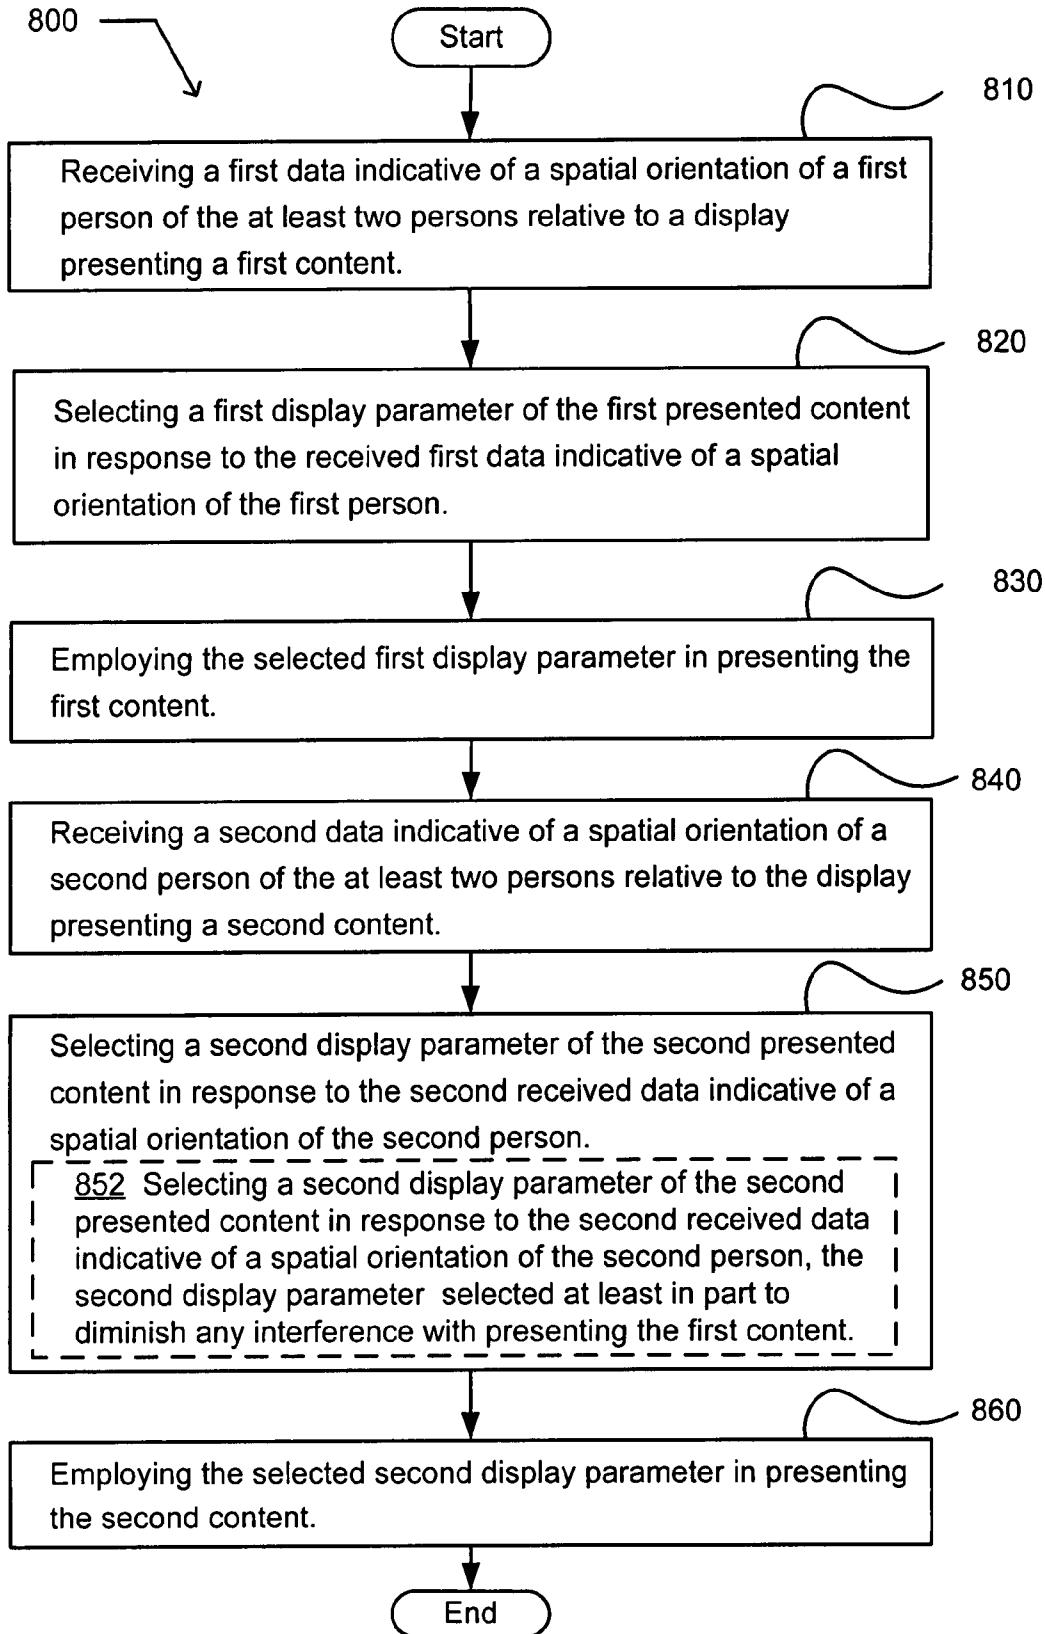 800
Start
810
Receiving a first data indicative of a spatial orientation of a first
person of the at least two persons relative to a display
presenting a first content.
820
Selecting a first display parameter of the first presented content
in response to the received first data indicative of a spatial
orientation of the first person.
830
Employing the selected first display parameter in presenting the
first content.
840
Receiving a second data indicative of a spatial orientation of a
second person of the at least two persons relative to the display
presenting a second content.
850
Selecting a second display parameter of the second presented
content in response to the second received data indicative of a
spatial orientation of the second person.
852 Selecting a second display parameter of the second
presented content in response to the second received data
indicative of a spatial orientation of the second person, the
second display parameter selected at least in part to
diminish any interference with presenting the first content.
860
Employing the selected second display parameter in presenting
the second content.
End